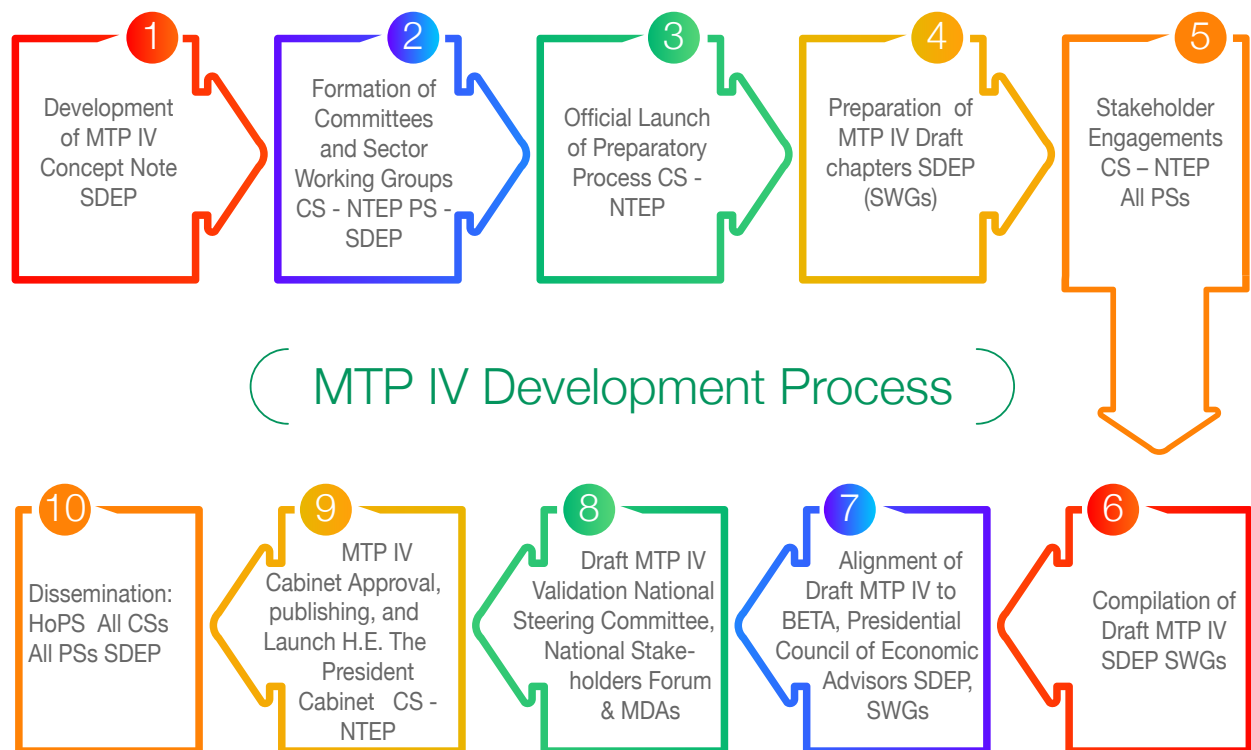 1
Development
of MTP IV
Concept Note
SDEP
2
Formation of
Committees
and Sector
Working Groups
CS - NTEP PS -
SDEP
3
Official Launch
of Preparatory
Process CS -
NTEP
4
Preparation of
MTP IV Draft
chapters SDEP
(SWGs)
5
Stakeholder
Engagements
CS – NTEP
All PSs
MTP IV Development Process
10
Dissemination:
HoPS All CSs
All PSs SDEP
9
MTP IV
Cabinet Approval,
publishing, and
Launch H.E. The
President
Cabinet CS -
NTEP
8
Draft MTP IV
Validation National
Steering Committee,
National Stake-
holders Forum
& MDAs
7
Alignment of
Draft MTP IV to
BETA, Presidential
Council of Economic
Advisors SDEP,
SWGs
6
Compilation of
Draft MTP IV
SDEP SWGs